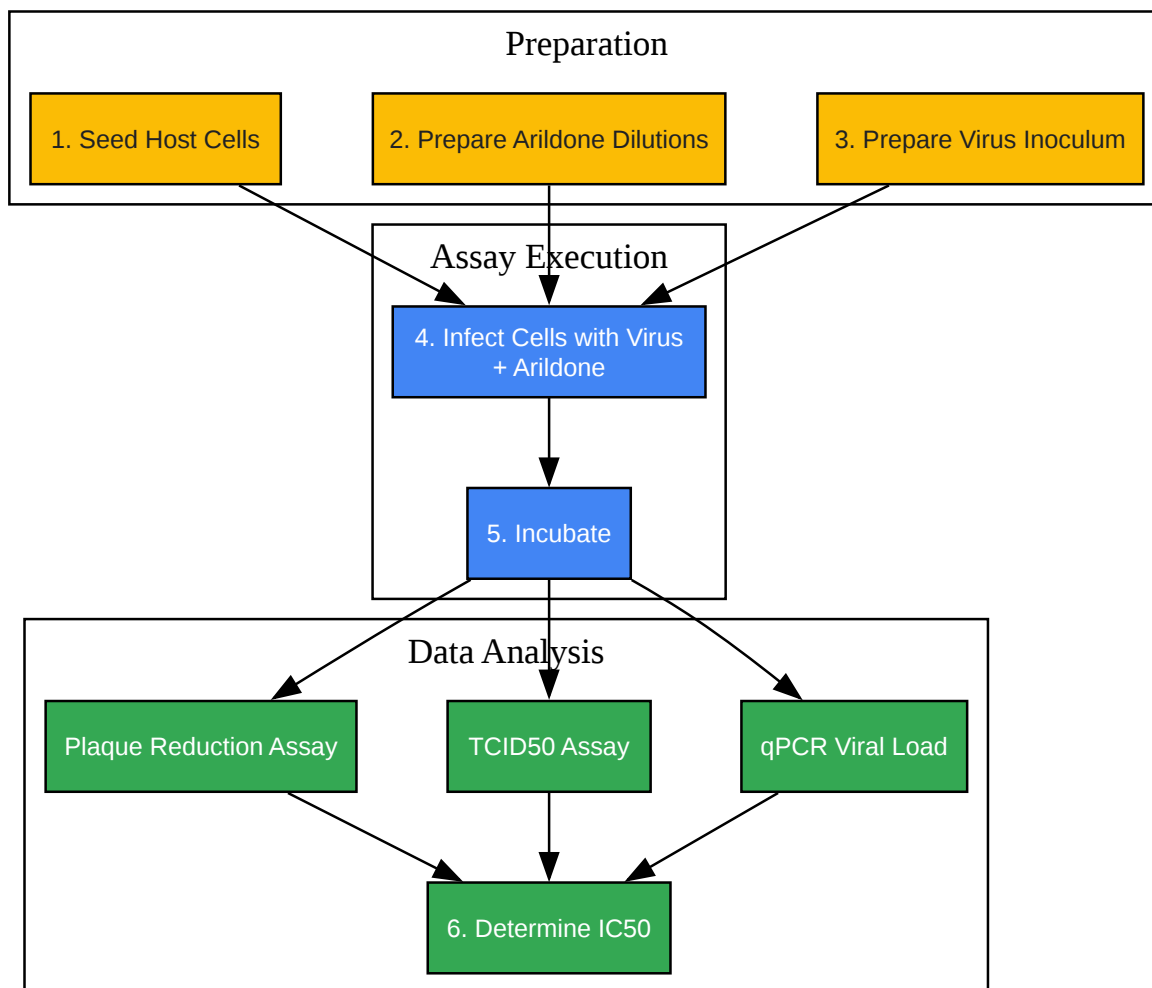 Preparation
1. Seed Host Cells
2. Prepare Arildone Dilutions
3. Prepare Virus Inoculum
Assay Execution
4. Infect Cells with Virus
+ Arildone
5. Incubate
Data Analysis
Plaque Reduction Assay
TCID50 Assay
qPCR Viral Load
6. Determine IC50